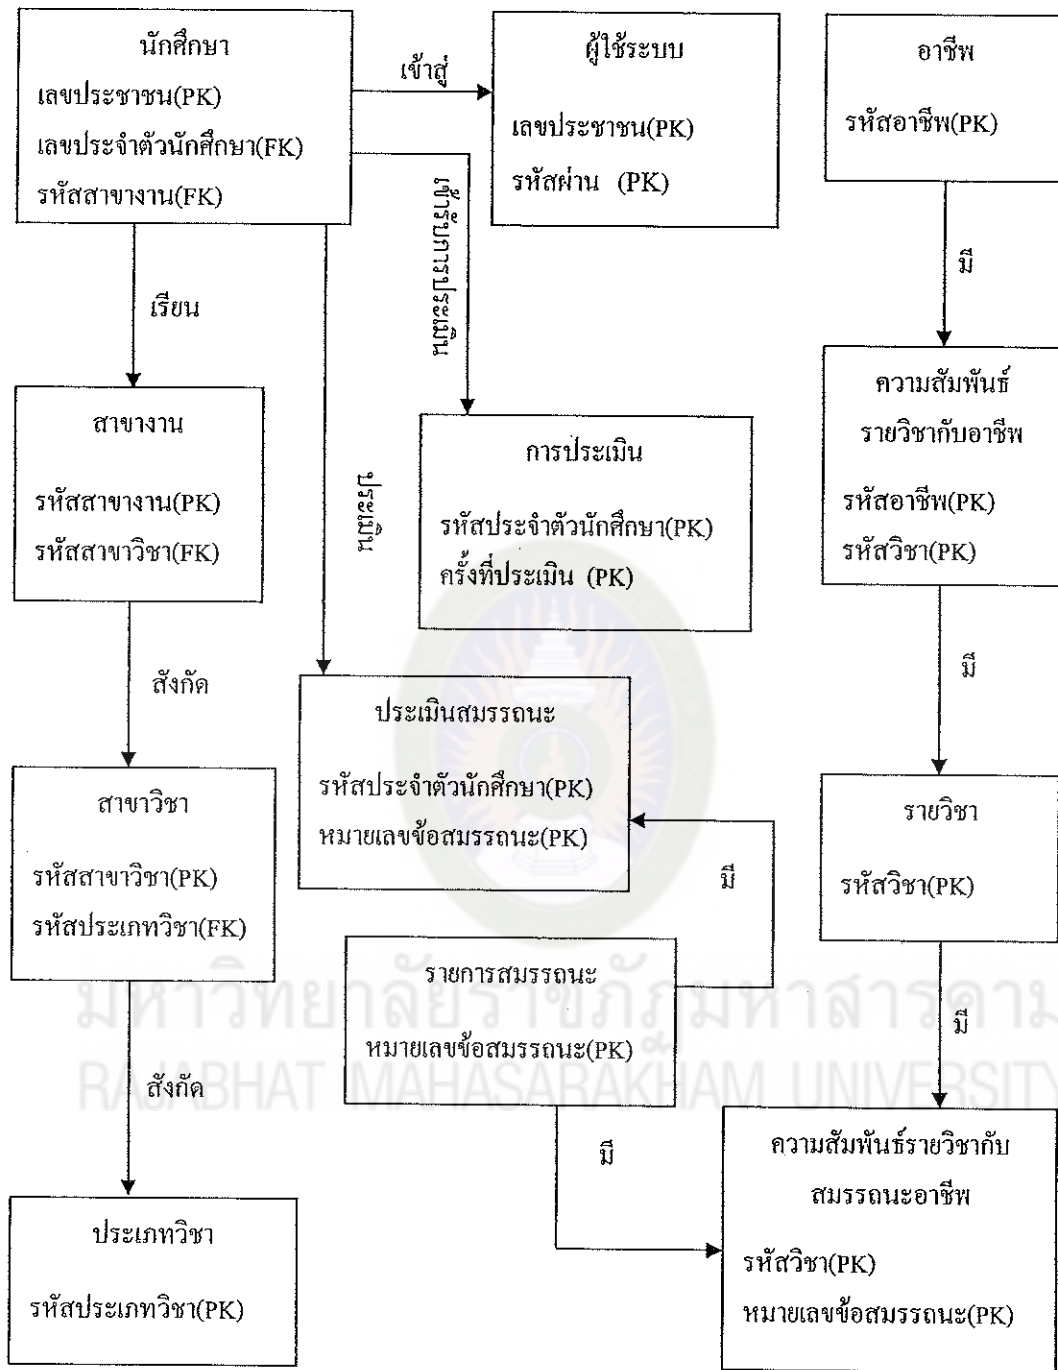 นักศึกษา
เลขประชาชน(PK)
เลขประจำตัวนักศึกษา(FK)
รหัสสาขางาน(FK)
เข้าสู่
ผู้ใช้ระบบ
เลขประชาชน(PK)
รหัสผ่าน (PK)
อาชีพ
รหัสอาชีพ(PK)
เรียน
เข้ารับการประเมิน
มี
สาขางาน
รหัสสาขางาน(PK)
รหัสสาขาวิชา(FK)
ประเมิน
การประเมิน
รหัสประจำตัวนักศึกษา(PK)
ครั้งที่ประเมิน (PK)
ความสัมพันธ์
รายวิชากับอาชีพ
รหัสอาชีพ(PK)
รหัสวิชา(PK)
สังกัด
มี
ประเมินสมรรถนะ
รหัสประจำตัวนักศึกษา(PK)
หมายเลขข้อสมรรถนะ(PK)
สาขาวิชา
รหัสสาขาวิชา(PK)
รหัสประเภทวิชา(FK)
มี
รายวิชา
รหัสวิชา(PK)
รายการสมรรถนะ
หมายเลขข้อสมรรถนะ(PK)
มหาวิทยาลัยราชภัฏมหาสารคาม
RAJABHAT MAHASARAKHAM UNIVERSITY
มี
สังกัด
มี
ความสัมพันธ์รายวิชากับ
สมรรถนะอาชีพ
รหัสวิชา(PK)
หมายเลขข้อสมรรถนะ(PK)
ประเภทวิชา
รหัสประเภทวิชา(PK)